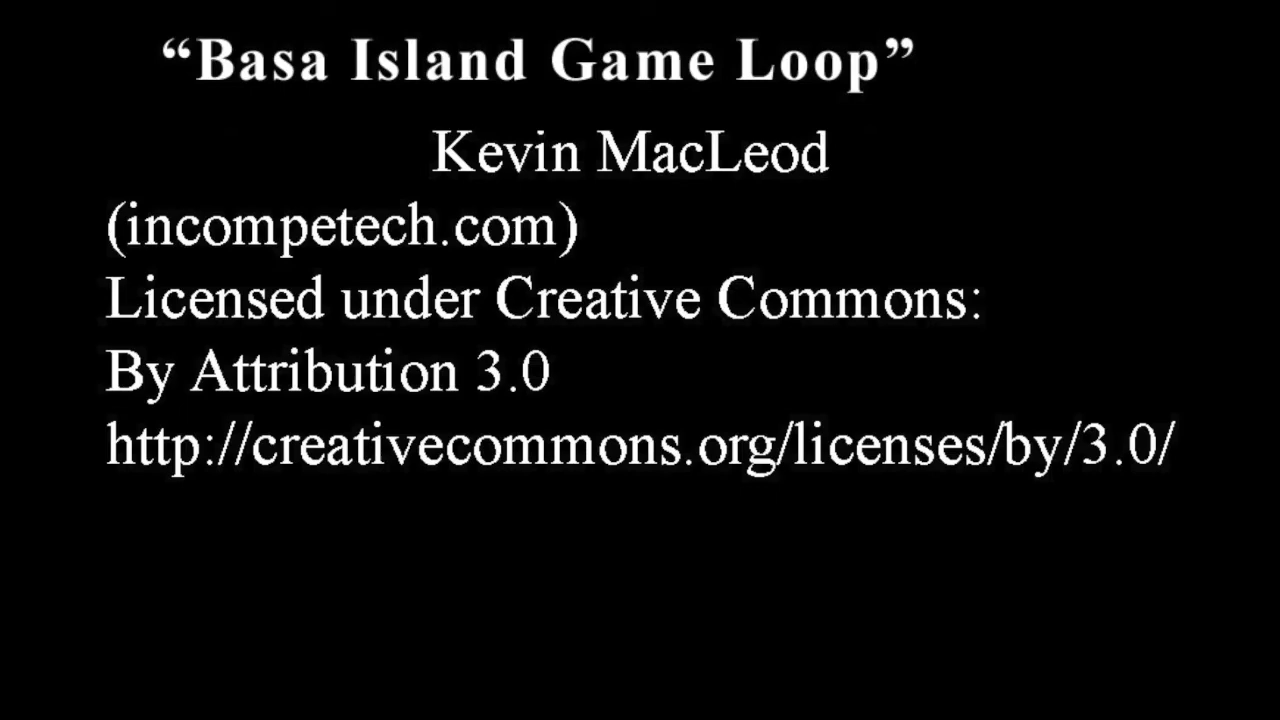 “Basa Island Game Loop”
Kevin MacLeod
(incompetech.com)
Licensed under Creative Commons:
By Attribution 3.0
http://creativecommons.org/licenses/by/3.0/